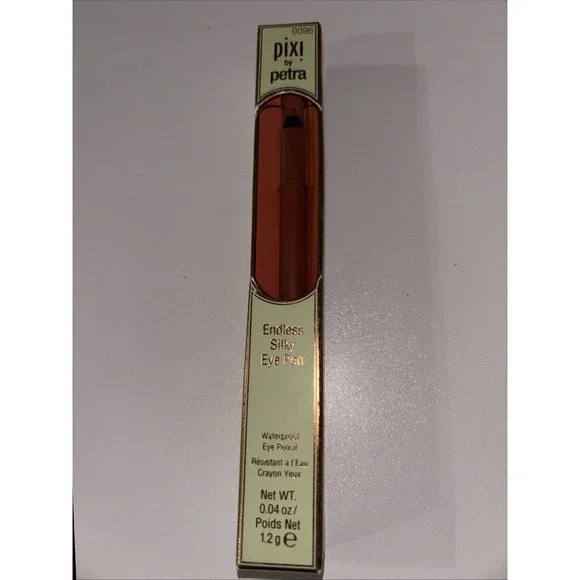 0096
pixi
by
petra
Endless
Silky
Eye Pen
Waterproof
Eye Pencil
Résistant à l'Eau
Crayon Yeux
Net WT.
0.04 oz/
Poids Net
1.2 g e